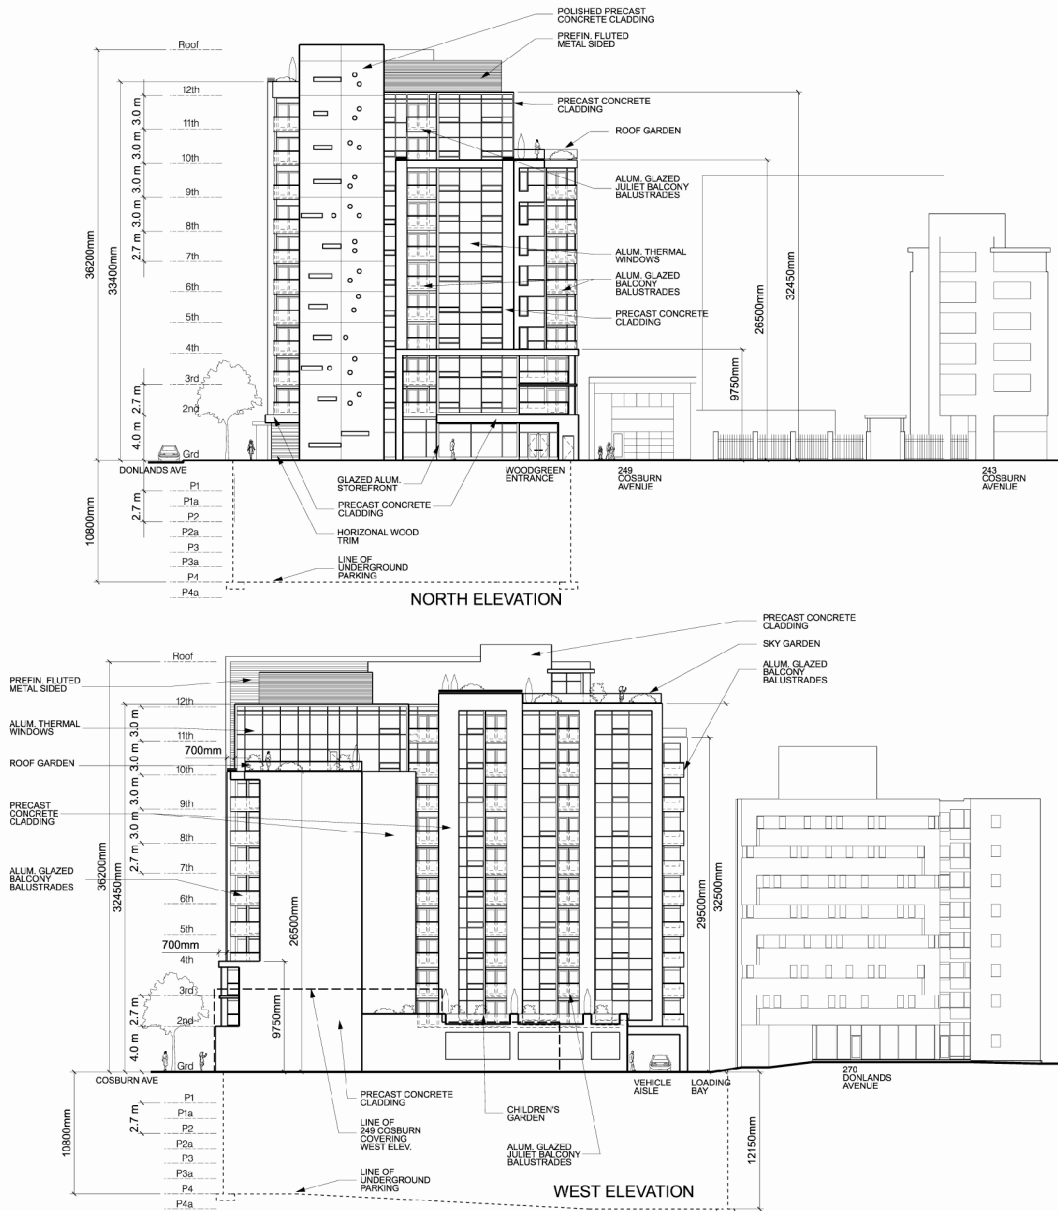 POLISHED PRECAST
CONCRETE CLADDING
PREFIN. FLUTED
METAL SIDED
PRECAST CONCRETE
CLADDING
ROOF GARDEN
ALUM. GLAZED
JULIET BALCONY
BALUSTRADES
ALUM. THERMAL
WINDOWS
ALUM. GLAZED
BALCONY
BALUSTRADES
PRECAST CONCRETE
CLADDING
Roof
12th
11th
10th
9th
8th
7th
6th
5th
4th
3rd
2nd
Grd
P1
P1a
P2
P2a
P3
P3a
P4
P4a
3.0 m
3.0 m
3.0 m
3.0 m
2.7 m
2.7 m
4.0 m
2.7 m
36200mm
33400mm
10800mm
32450mm
26500mm
9750mm
DONLANDS AVE
GLAZED ALUM.
STOREFRONT
PRECAST CONCRETE
CLADDING
HORIZONAL WOOD
TRIM
LINE OF
UNDERGROUND
PARKING
WOODGREEN
ENTRANCE
249
COSBURN
AVENUE
243
COSBURN
AVENUE
NORTH ELEVATION
PRECAST CONCRETE
CLADDING
SKY GARDEN
ALUM. GLAZED
BALCONY
BALUSTRADES
PREFIN. FLUTED
METAL SIDED
ALUM. THERMAL
WINDOWS
ROOF GARDEN
PRECAST
CONCRETE
CLADDING
ALUM. GLAZED
BALCONY
BALUSTRADES
Roof
12th
11th
10th
9th
8th
7th
6th
5th
4th
3rd
2nd
Grd
P1
P1a
P2
P2a
P3
P3a
P4
P4a
3.0 m
3.0 m
3.0 m
3.0 m
2.7 m
2.7 m
4.0 m
2.7 m
700mm
700mm
36200mm
32450mm
26500mm
9750mm
29500mm
32500mm
10800mm
12150mm
COSBURN AVE
PRECAST CONCRETE
CLADDING
LINE OF
249 COSBURN
COVERING
WEST ELEV.
LINE OF
UNDERGROUND
PARKING
CHILDREN'S
GARDEN
ALUM. GLAZED
JULIET BALCONY
BALUSTRADES
VEHICLE
AISLE
LOADING
BAY
270
DONLANDS
AVENUE
WEST ELEVATION